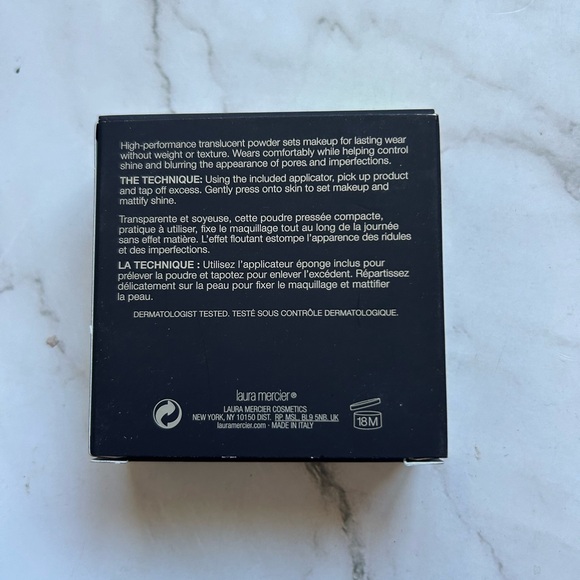 High-performance translucent powder sets makeup for lasting wear
without weight or texture. Wears comfortably while helping control
shine and blurring the appearance of pores and imperfections.
THE TECHNIQUE: Using the included applicator, pick up product
and tap off excess. Gently press onto skin to set makeup and
mattify shine.
Transparente et soyeuse, cette poudre pressée compacte,
pratique à utiliser, fixe le maquillage tout au long de la journée
sans effet matière. L'effet floutant estompe l'apparence des ridules
et des imperfections.
LA TECHNIQUE : Utilisez l'applicateur éponge inclus pour
prélever la poudre et tapotez pour enlever l'excédent. Répartissez
délicatement sur la peau pour fixer le maquillage et mattifier
la peau.
DERMATOLOGIST TESTED. TESTÉ SOUS CONTRÔLE DERMATOLOGIQUE.
laura mercier®
LAURA MERCIER COSMETICS
NEW YORK, NY 10150 DIST. RP, MSL, BL9 5NB, UK
lauramercier.com · MADE IN ITALY
18M